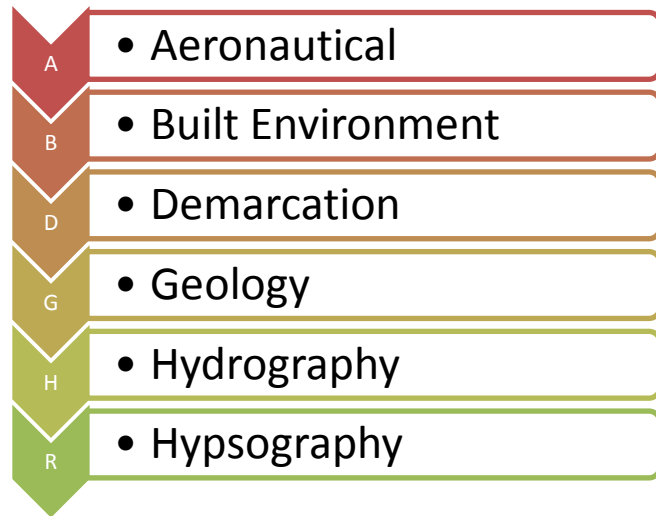 A
• Aeronautical
B
• Built Environment
D
• Demarcation
G
• Geology
H
• Hydrography
R
• Hypsography